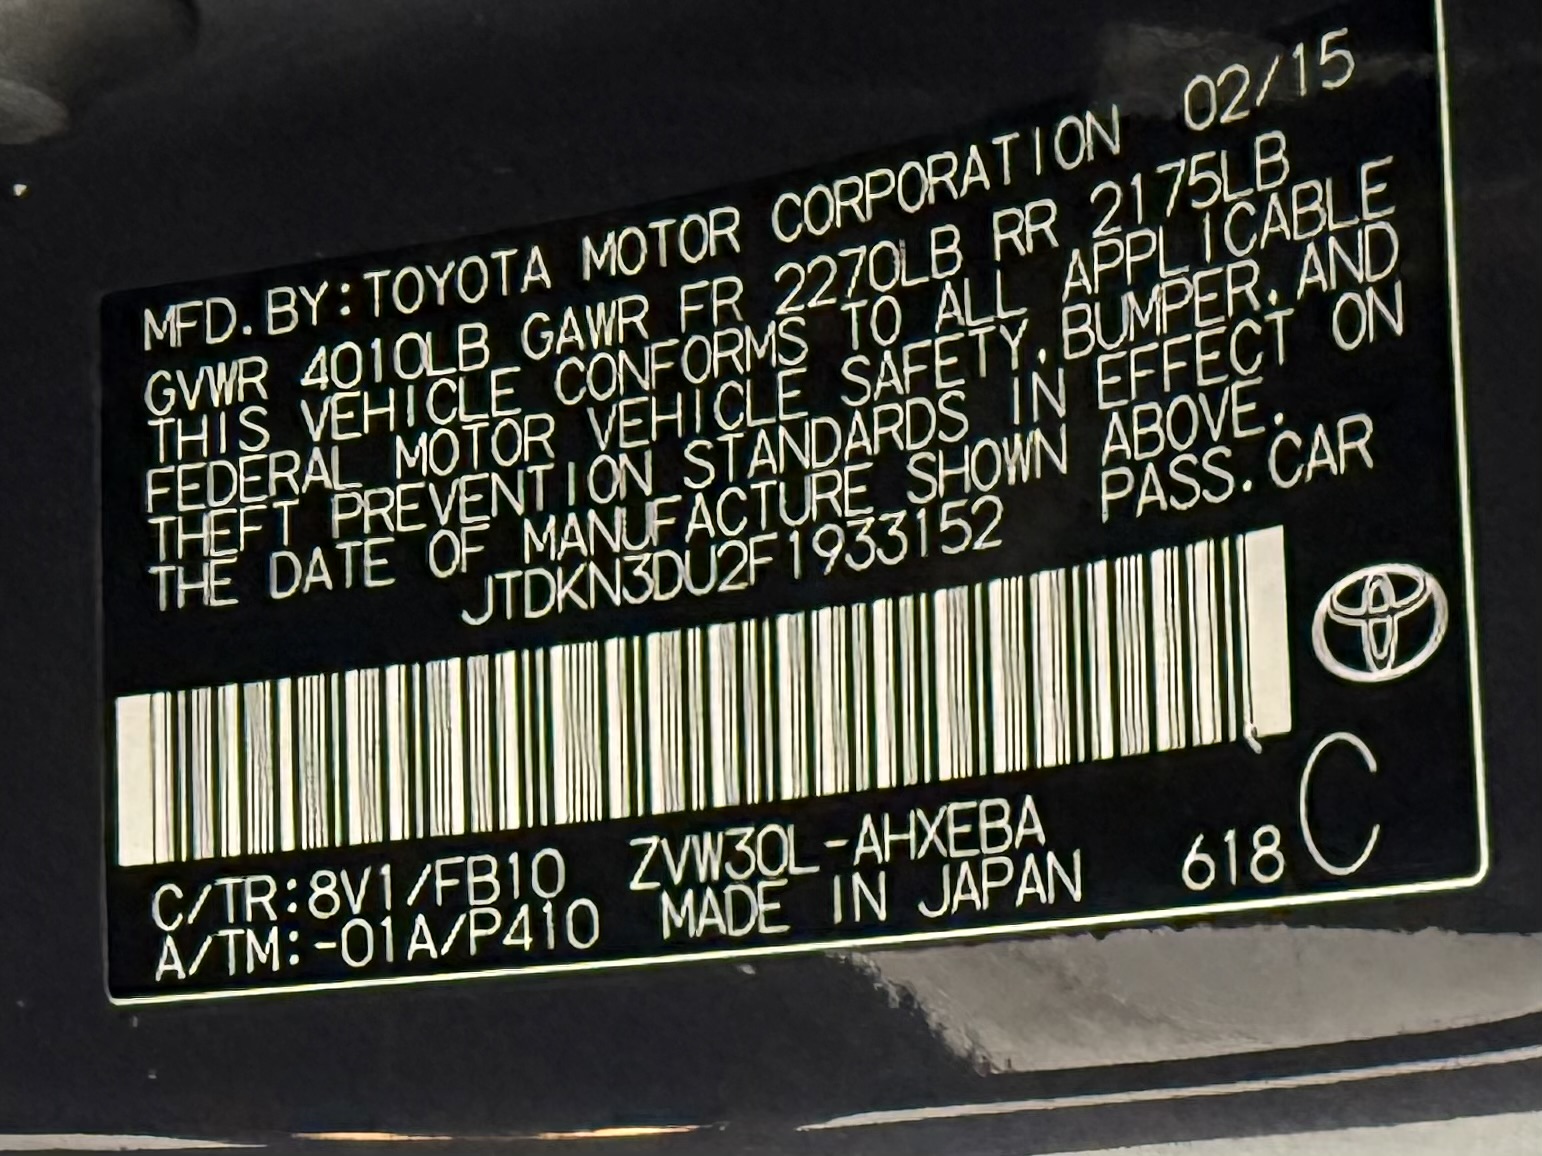 MFD. BY: TOYOTA MOTOR CORPORATION 02/15
GVWR 4010LB GAWR FR 2270LB RR 2175LB
THIS VEHICLE CONFORMS TO ALL APPLICABLE
FEDERAL MOTOR VEHICLE SAFETY, BUMPER, AND
THEFT PREVENTION STANDARDS IN EFFECT ON
THE DATE OF MANUFACTURE SHOWN ABOVE.
JTDKN3DU2F1933152 PASS. CAR
C/TR:8V1/FB10 ZVW30L-AHXEBA
A/TM:-01A/P410 MADE IN JAPAN 618 C